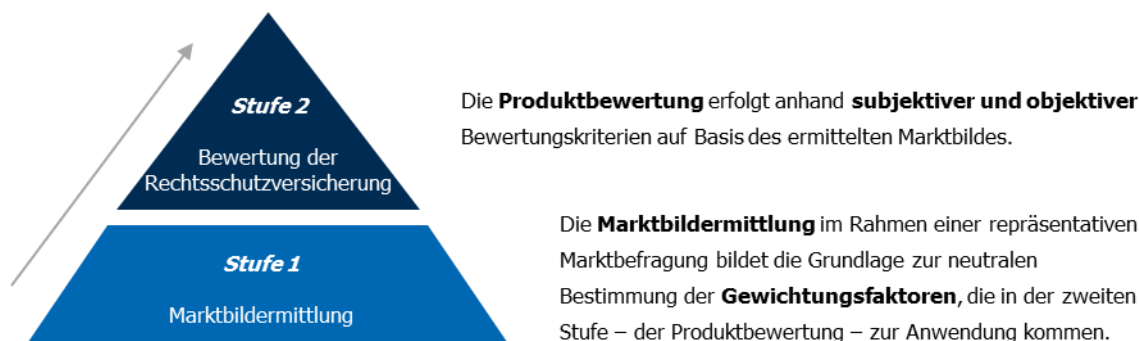 Stufe 2
Bewertung der
Rechtsschutzversicherung
Die Produktbewertung erfolgt anhand subjektiver und objektiver
Bewertungskriterien auf Basis des ermittelten Marktbildes.
Stufe 1
Marktbildermittlung
Die Marktbildermittlung im Rahmen einer repräsentativen
Marktbefragung bildet die Grundlage zur neutralen
Bestimmung der Gewichtungsfaktoren, die in der zweiten
Stufe – der Produktbewertung – zur Anwendung kommen.